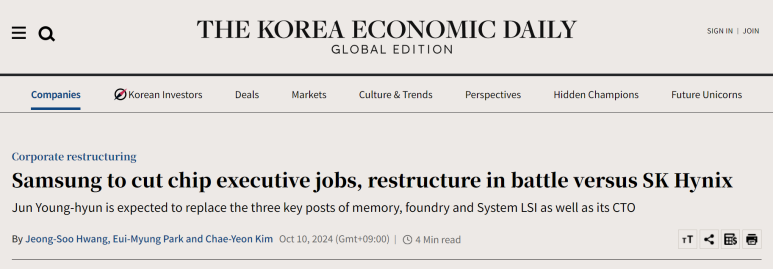 THE KOREA ECONOMIC DAILY
SIGN IN | JOIN
GLOBAL EDITION
Companies Korean Investors Deals Markets Culture & Trends Perspectives Hidden Champions Future Unicorns
Corporate restructuring
Samsung to cut chip executive jobs, restructure in battle versus SK Hynix
Jun Young-hyun is expected to replace the three key posts of memory, foundry and System LSI as well as its CTO
By Jeong-Soo Hwang, Eui-Myung Park and Chae-Yeon Kim Oct 10, 2024 (Gmt+09:00) | 4 Min read TT